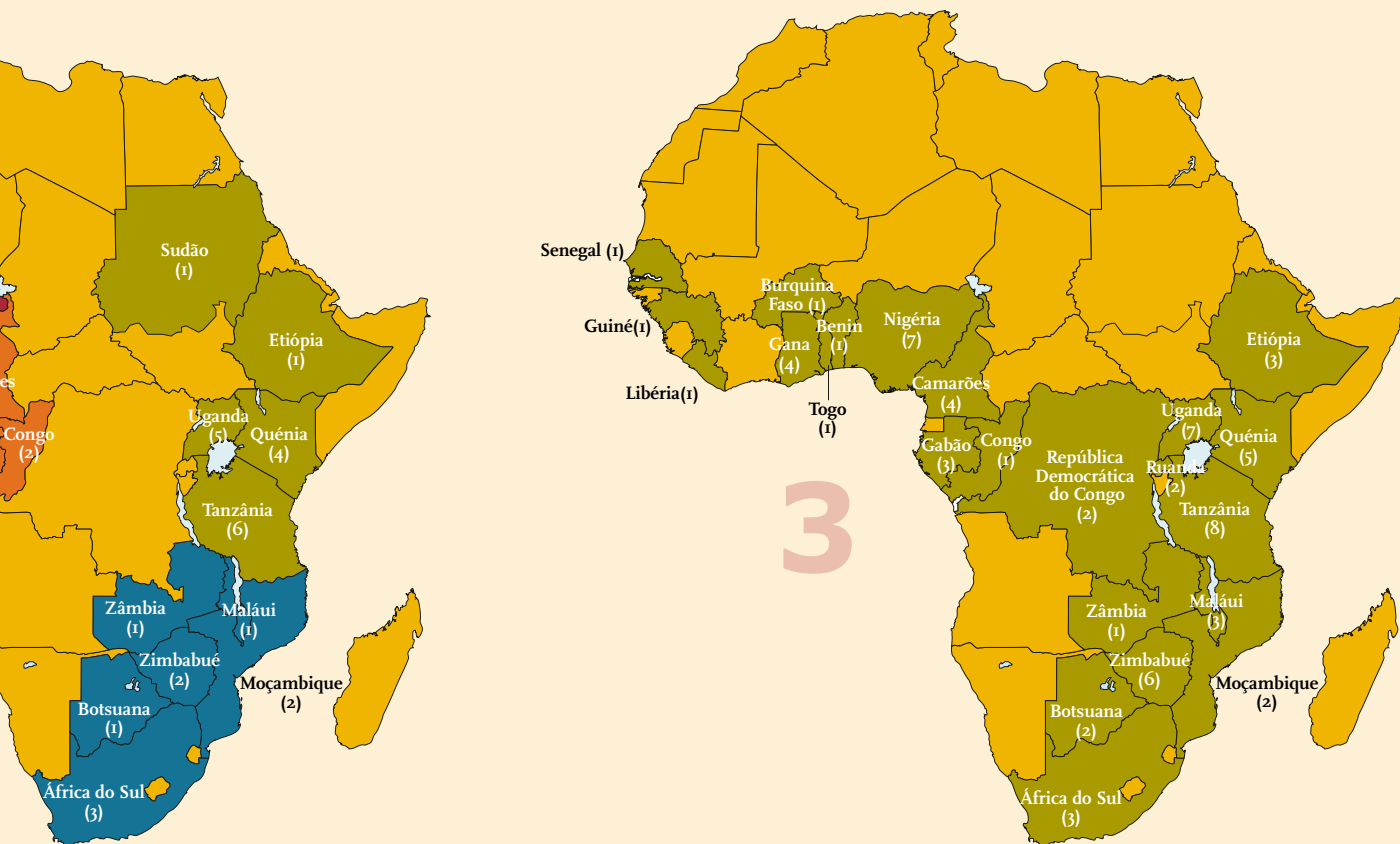 Sudão
(1)
Etiópia
(1)
es
Congo
(2)
Uganda
(5)
Quénia
(4)
Tanzânia
(6)
Zâmbia
(1)
Maláui
(1)
Zimbabué
(2)
Moçambique
(2)
Botsuana
(1)
África do Sul
(3)
Senegal (1)
Burquina
Faso (1)
Guiné(1)
Benin
(1)
Gana
(4)
Nigéria
(7)
Libéria(1)
Togo
(1)
Camarões
(4)
Etiópia
(3)
Gabão
(3)
Congo
(1)
República
Democrática
do Congo
(2)
Uganda
(7)
Quénia
(5)
Ruanda
(2)
Tanzânia
(8)
3
Zâmbia
(1)
Maláui
(3)
Zimbabué
(6)
Moçambique
(2)
Botsuana
(2)
África do Sul
(3)